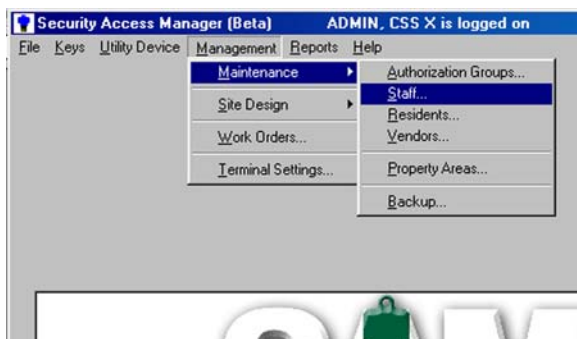 Security Access Manager (Beta) ADMIN, CSS X is logged on
File Keys Utility Device Management Reports Help
Maintenance
Site Design
Work Orders...
Terminal Settings...
Authorization Groups...
Staff...
Residents...
Vendors...
Property Areas...
Backup...